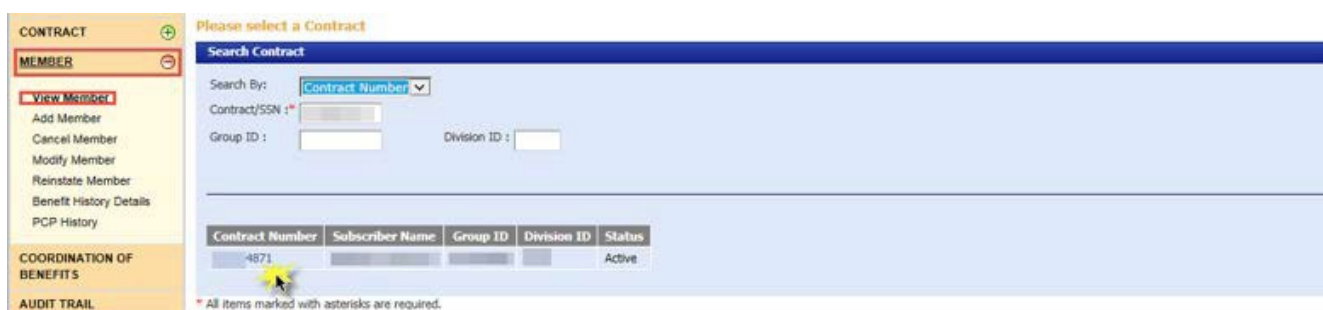 CONTRACT
MEMBER
View Member
Add Member
Cancel Member
Modify Member
Reinstate Member
Benefit History Details
PCP History
COORDINATION OF
BENEFITS
AUDIT TRAIL
Please select a Contract
Search Contract
Search By: Contract Number
Contract/SSN :*
Group ID : Division ID :
Contract Number Subscriber Name Group ID Division ID Status
4871 Active
* All items marked with asterisks are required.